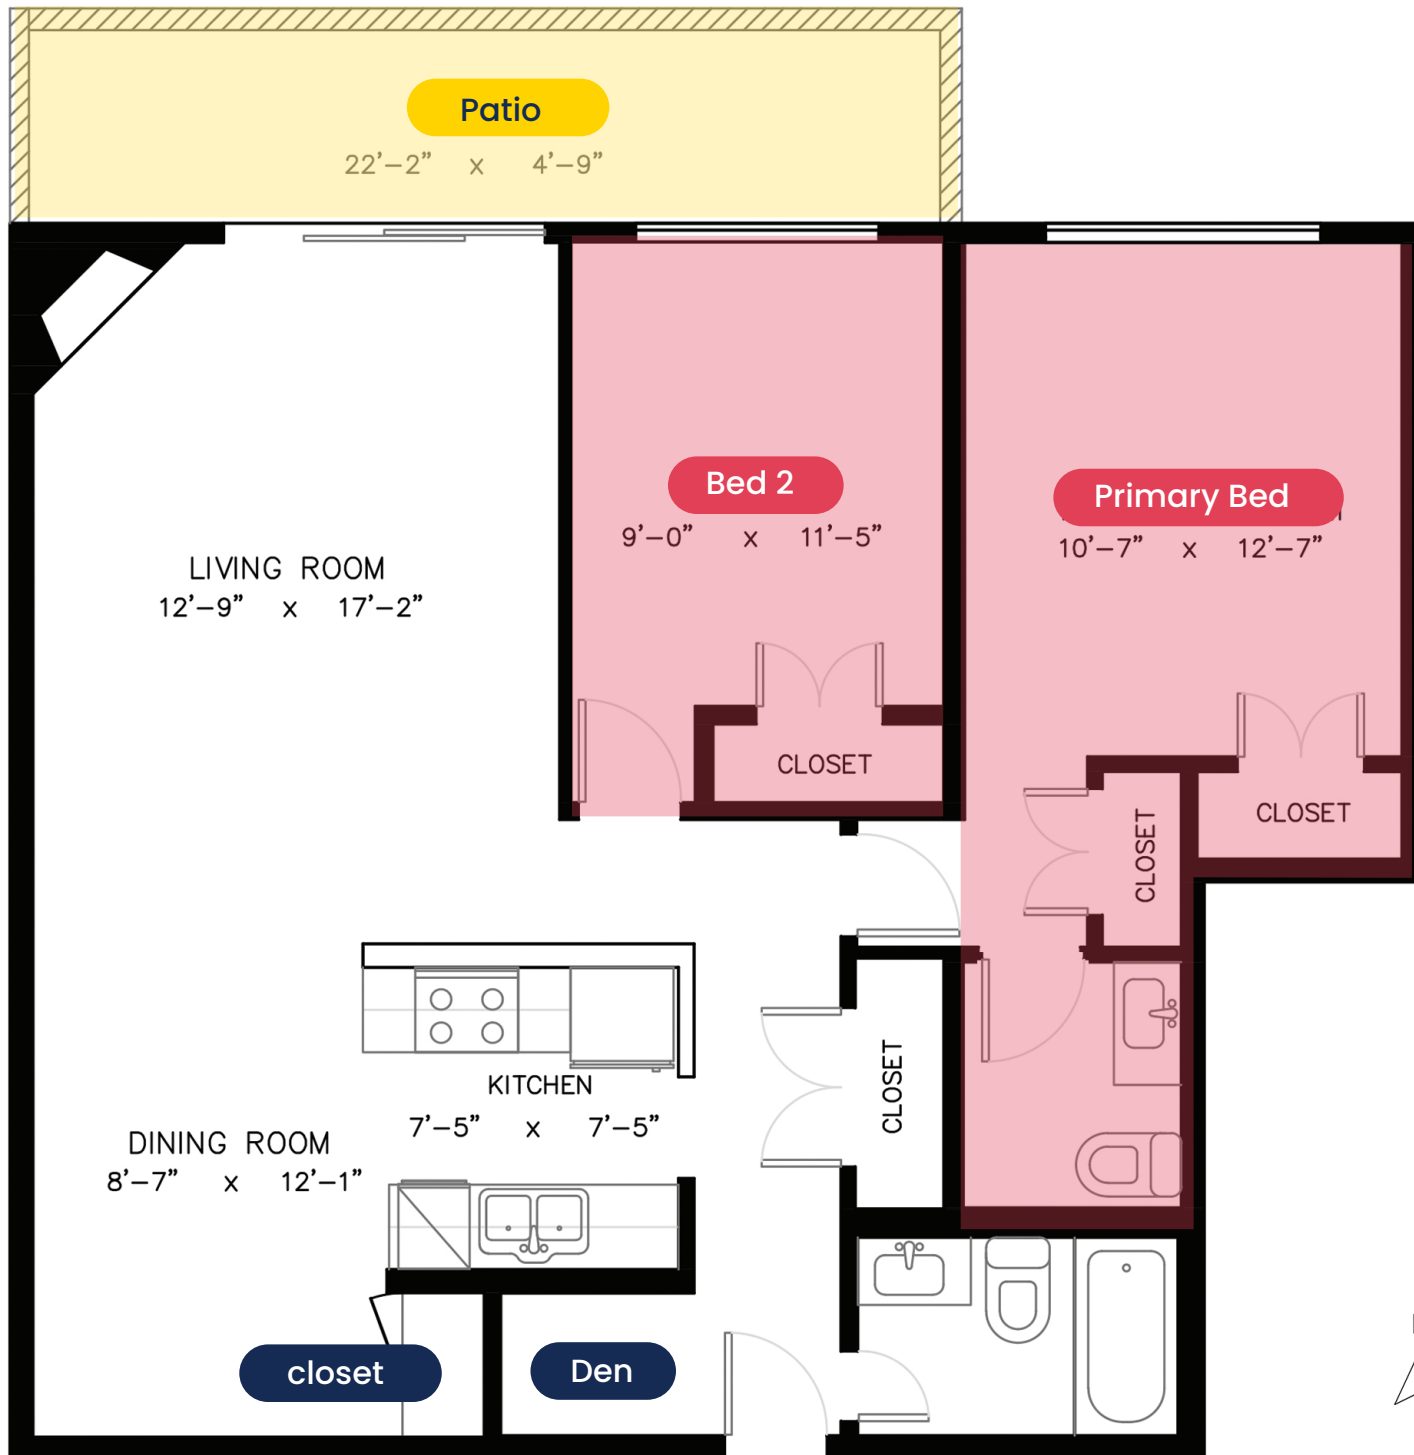 Patio
22'-2" x 4'-9"
Bed 2
9'-0" x 11'-5"
Primary Bed
10'-7" x 12'-7"
LIVING ROOM
12'-9" x 17'-2"
CLOSET
CLOSET
CLOSET
KITCHEN
7'-5" x 7'-5"
CLOSET
DINING ROOM
8'-7" x 12'-1"
closet
Den